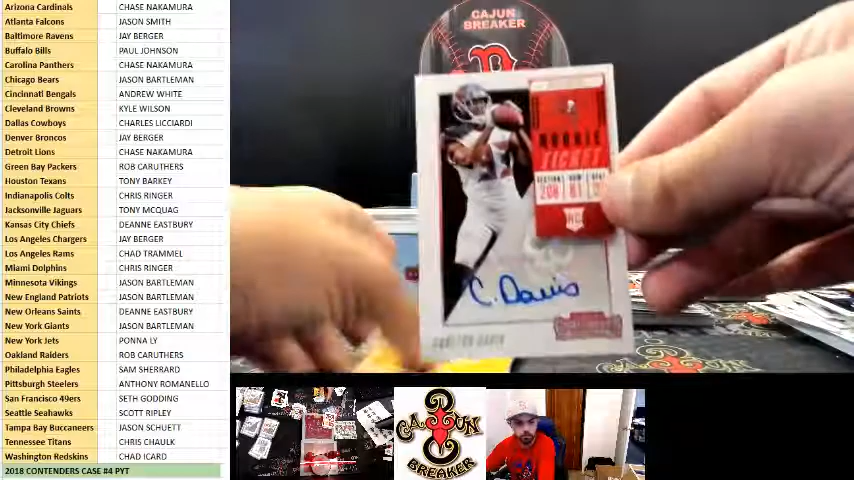 Arizona Cardinals CHASE NAKAMURA
Atlanta Falcons JASON SMITH
Baltimore Ravens JAY BERGER
Buffalo Bills PAUL JOHNSON
Carolina Panthers CHASE NAKAMURA
Chicago Bears JASON BARTLEMAN
Cincinnati Bengals ANDREW WHITE
Cleveland Browns KYLE WILSON
Dallas Cowboys CHARLES LICCIARDI
Denver Broncos JAY BERGER
Detroit Lions CHASE NAKAMURA
Green Bay Packers ROB CARUTHERS
Houston Texans TONY BARKEY
Indianapolis Colts CHRIS RINGER
Jacksonville Jaguars TONY MCQUAG
Kansas City Chiefs DEANNE EASTBURY
Los Angeles Chargers JAY BERGER
Los Angeles Rams CHAD TRAMMEL
Miami Dolphins CHRIS RINGER
Minnesota Vikings JASON BARTLEMAN
New England Patriots JASON BARTLEMAN
New Orleans Saints DEANNE EASTBURY
New York Giants JASON BARTLEMAN
New York Jets PONNA LY
Oakland Raiders ROB CARUTHERS
Philadelphia Eagles SAM SHERRARD
Pittsburgh Steelers ANTHONY ROMANELLO
San Francisco 49ers SETH GODDING
Seattle Seahawks SCOTT RIPLEY
Tampa Bay Buccaneers JASON SCHUETT
Tennessee Titans CHRIS CHAULK
Washington Redskins CHAD ICARD
2018 CONTENDERS CASE #4 PYT
CAJUN
BREAKER
B
ROOKIE
TICKET
208
RC
C. Davis
CAJUN
BREAKER